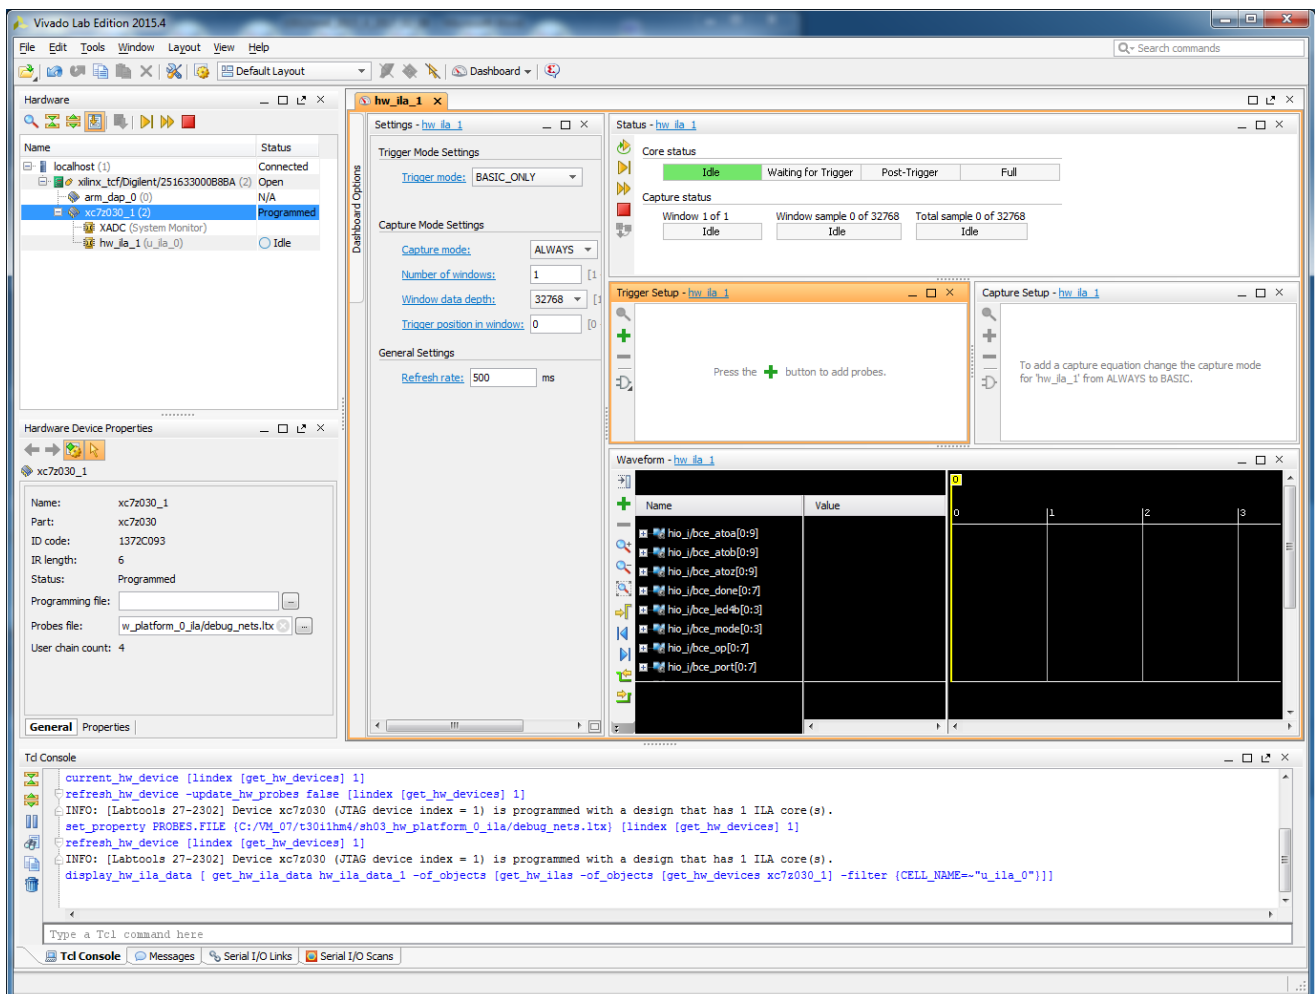 Vivado Lab Edition 2015.4
File Edit Tools Window Layout View Help
Search commands
Default Layout
Dashboard
Hardware
Name Status
localhost (1) Connected
xilinx_tcf/Digilent/251633000B8BA (2) Open
arm_dap_0 (0) N/A
xc7z030_1 (2) Programmed
XADC (System Monitor)
hw_ila_1 (u_ila_0) Idle
Hardware Device Properties
xc7z030_1
Name: xc7z030_1
Part: xc7z030
ID code: 1372C093
IR length: 6
Status: Programmed
Programming file:
Probes file: w_platform_0_ila/debug_nets.ltx
User chain count: 4
General Properties
hw_ila_1
Dashboard Options
Settings - hw_ila_1
Trigger Mode Settings
Trigger mode: BASIC_ONLY
Capture Mode Settings
Capture mode: ALWAYS
Number of windows: 1 [1
Window data depth: 32768 [1
Trigger position in window: 0 [0
General Settings
Refresh rate: 500 ms
Status - hw_ila_1
Core status
Idle Waiting for Trigger Post-Trigger Full
Capture status
Window 1 of 1 Window sample 0 of 32768 Total sample 0 of 32768
Idle Idle Idle
Trigger Setup - hw_ila_1
Press the button to add probes.
Capture Setup - hw_ila_1
To add a capture equation change the capture mode
for 'hw_ila_1' from ALWAYS to BASIC.
Waveform - hw_ila_1
Name Value
0
0 1 2 3
hio_i/bce_atoa[0:9]
hio_i/bce_atob[0:9]
hio_i/bce_atoz[0:9]
hio_i/bce_done[0:7]
hio_i/bce_led4b[0:3]
hio_i/bce_mode[0:3]
hio_i/bce_op[0:7]
hio_i/bce_port[0:7]
Tcl Console
current_hw_device [lindex [get_hw_devices] 1]
refresh_hw_device -update_hw_probes false [lindex [get_hw_devices] 1]
INFO: [Labtools 27-2302] Device xc7z030 (JTAG device index = 1) is programmed with a design that has 1 ILA core(s).
set_property PROBES.FILE {C:/VM_07/t30i1hm4/sh03_hw_platform_0_ila/debug_nets.ltx} [lindex [get_hw_devices] 1]
refresh_hw_device [lindex [get_hw_devices] 1]
INFO: [Labtools 27-2302] Device xc7z030 (JTAG device index = 1) is programmed with a design that has 1 ILA core(s).
display_hw_ila_data [ get_hw_ila_data hw_ila_data_1 -of_objects [get_hw_ilas -of_objects [get_hw_devices xc7z030_1] -filter {CELL_NAME=~"u_ila_0"}]]
Type a Tcl command here
Tcl Console Messages Serial I/O Links Serial I/O Scans